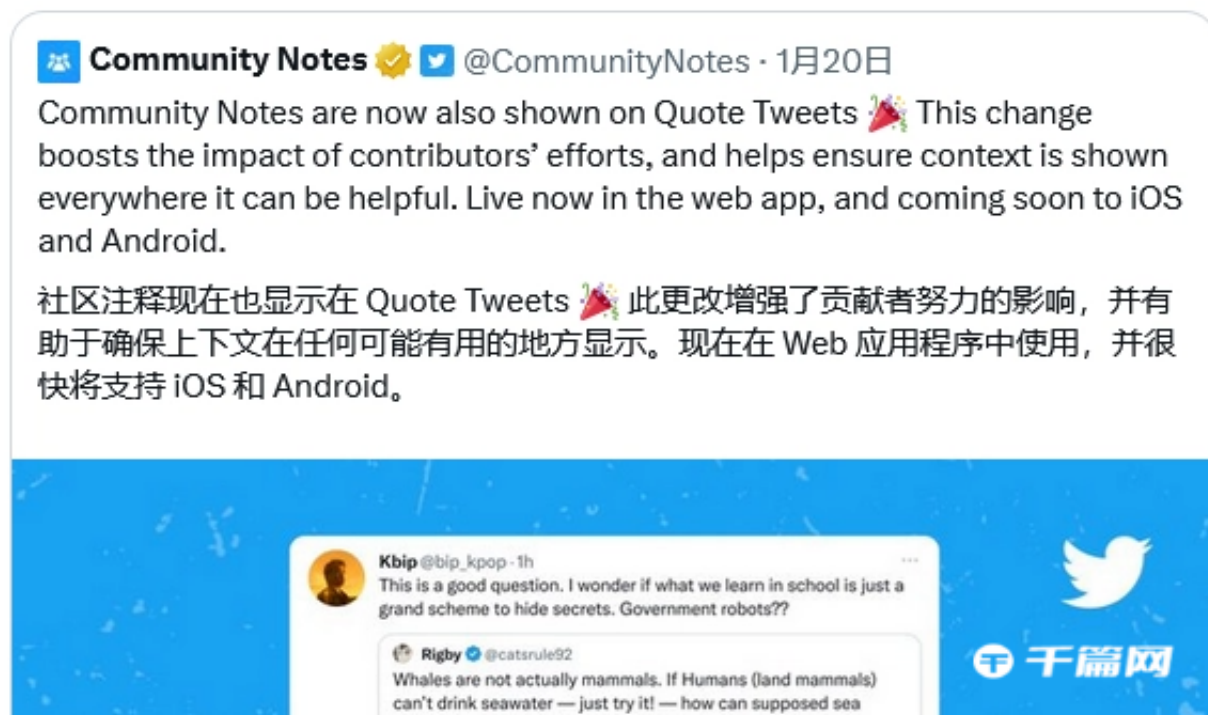 Community Notes @CommunityNotes · 1月20日
Community Notes are now also shown on Quote Tweets 🎉 This change
boosts the impact of contributors’ efforts, and helps ensure context is shown
everywhere it can be helpful. Live now in the web app, and coming soon to iOS
and Android.
社区注释现在也显示在 Quote Tweets 🎉 此更改增强了贡献者努力的影响，并有
助于确保上下文在任何可能有用的地方显示。现在在 Web 应用程序中使用，并很
快将支持 iOS 和 Android。
Kbip @bip_kpop · 1h
This is a good question. I wonder if what we learn in school is just a
grand scheme to hide secrets. Government robots??
Rigby @catsrule92
Whales are not actually mammals. If Humans (land mammals)
can’t drink seawater — just try it! — how can supposed sea
千篇网